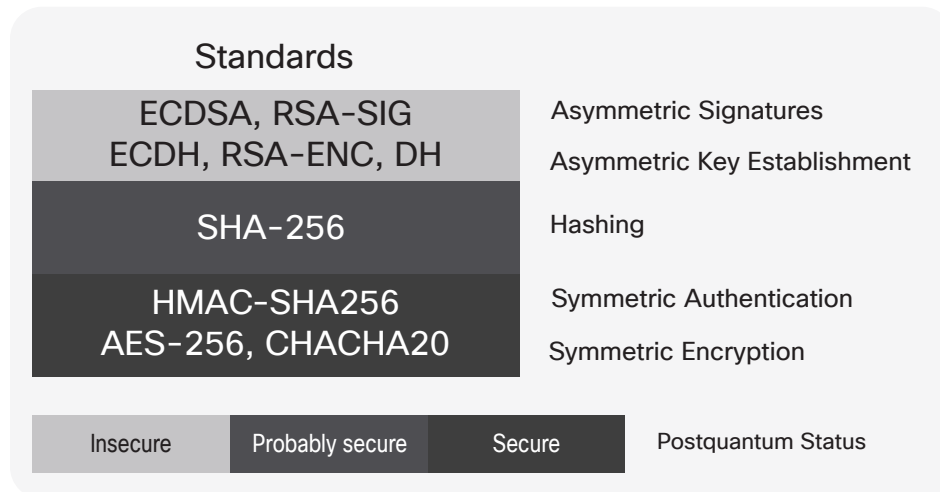 Standards
ECDSA, RSA-SIG
Asymmetric Signatures
ECDH, RSA-ENC, DH
Asymmetric Key Establishment
SHA-256
Hashing
HMAC-SHA256
Symmetric Authentication
AES-256, CHACHA20
Symmetric Encryption
Insecure
Probably secure
Secure
Postquantum Status